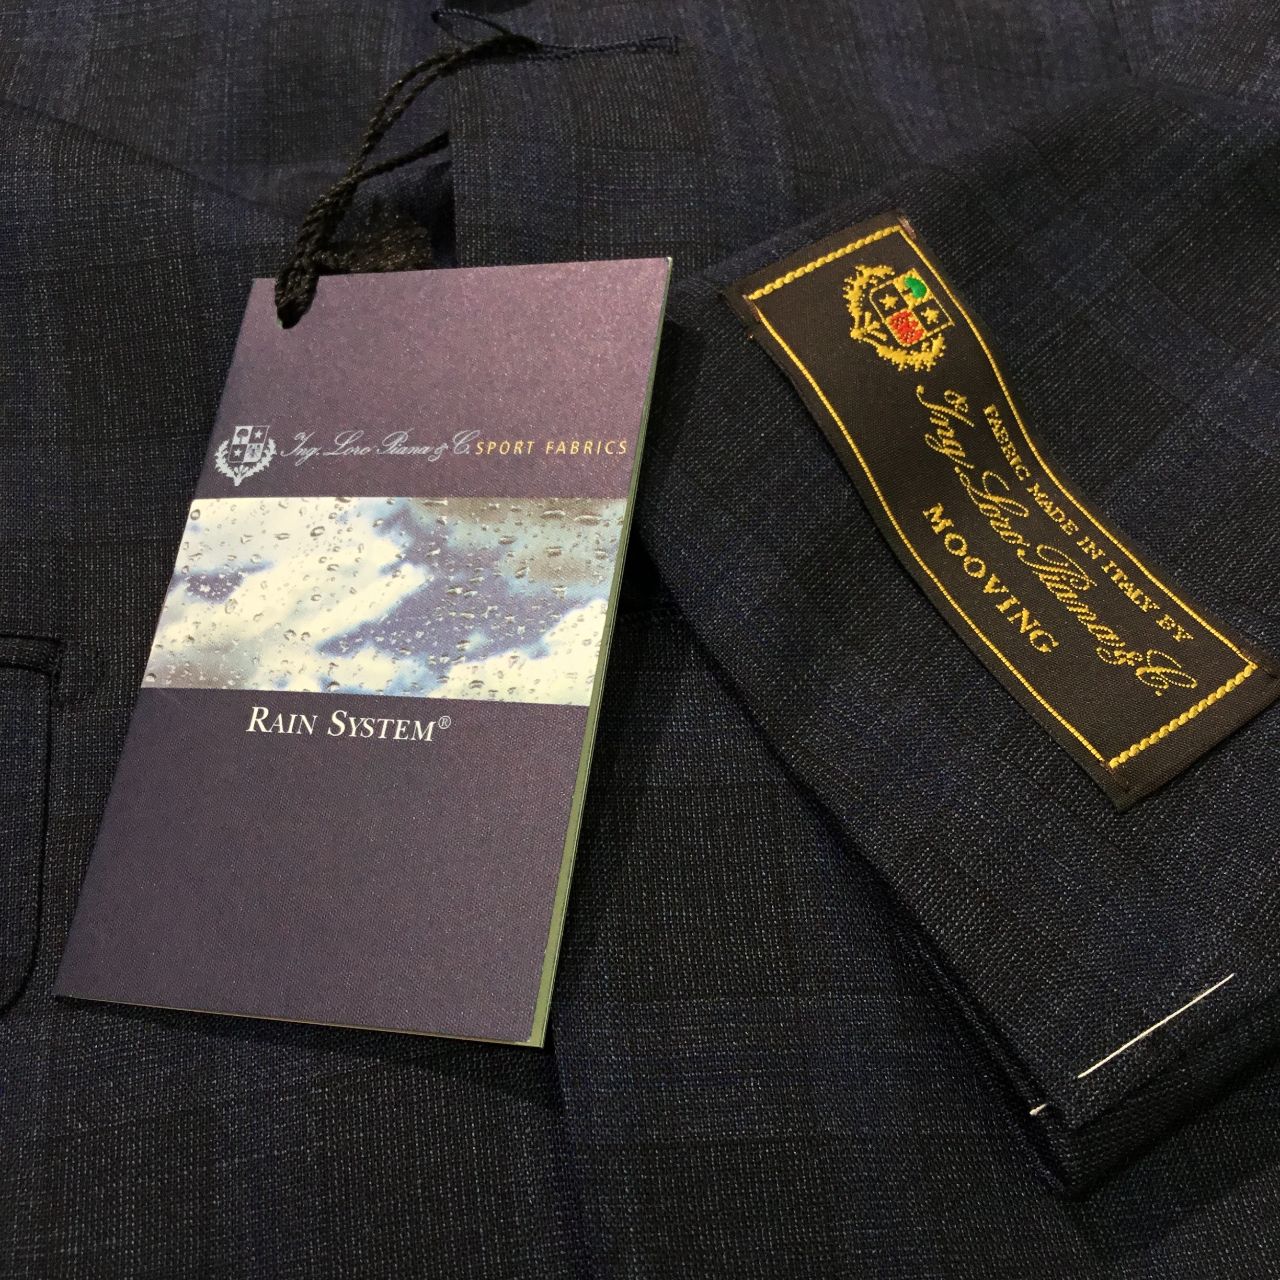 Ing. Loro Piana & C. SPORT FABRICS
RAIN SYSTEM®
FABRIC MADE IN ITALY BY
Ing. Loro Piana & C.
MOOVING